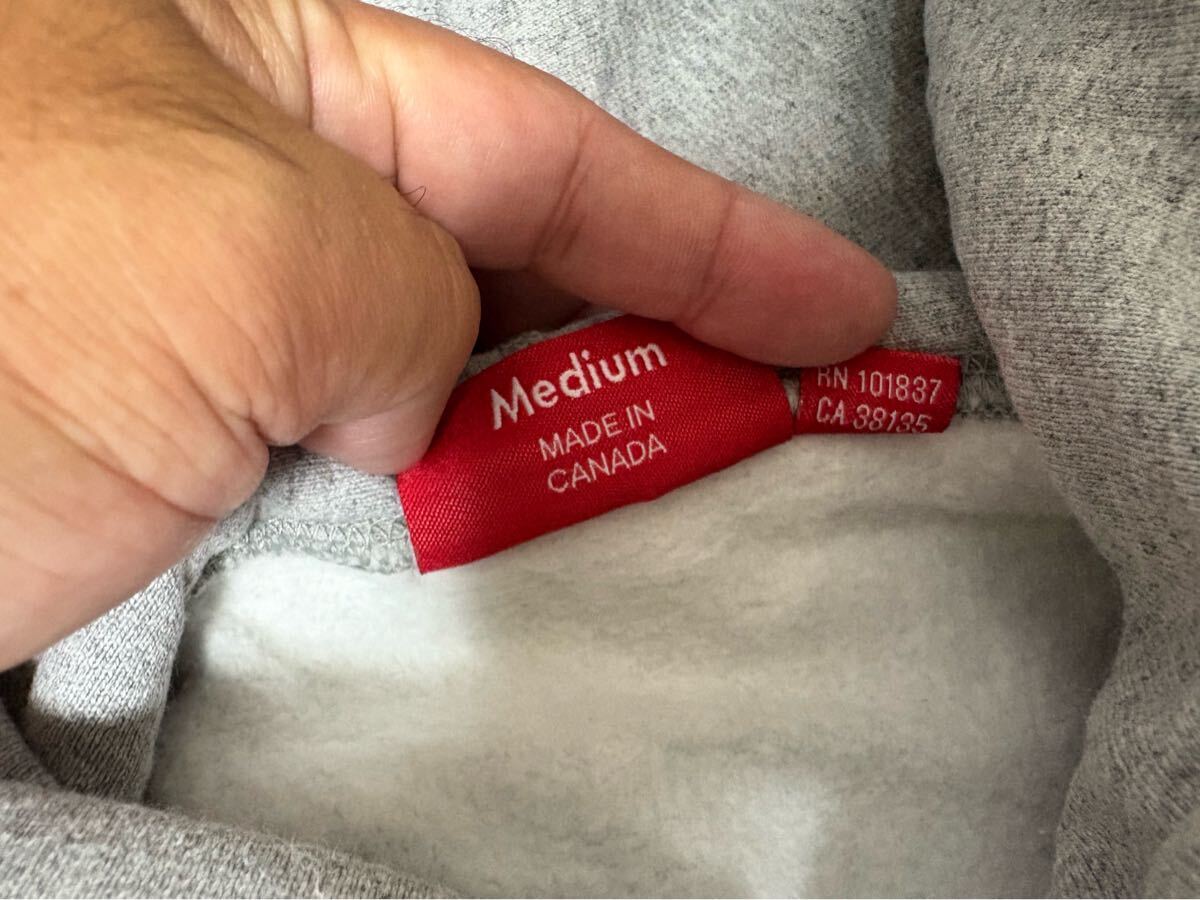 Medium
MADE IN
CANADA
RN 101837
CA 38135